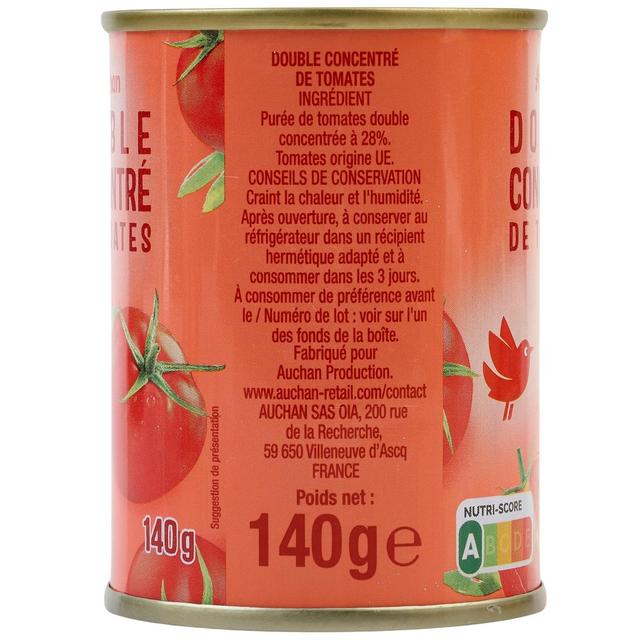 DOUBLE CONCENTRÉ
DE TOMATES
INGRÉDIENT
Purée de tomates double
concentrée à 28%.
Tomates origine UE.
CONSEILS DE CONSERVATION
Craint la chaleur et l'humidité.
Après ouverture, à conserver au
réfrigérateur dans un récipient
hermétique adapté et à
consommer dans les 3 jours.
À consommer de préférence avant
le / Numéro de lot : voir sur l'un
des fonds de la boîte.
Fabriqué pour
Auchan Production.
www.auchan-retail.com/contact
AUCHAN SAS OIA, 200 rue
de la Recherche,
59 650 Villeneuve d'Ascq
FRANCE
Poids net :
140g e
Suggestion de présentation
140g
NUTRI-SCORE
A B C D E